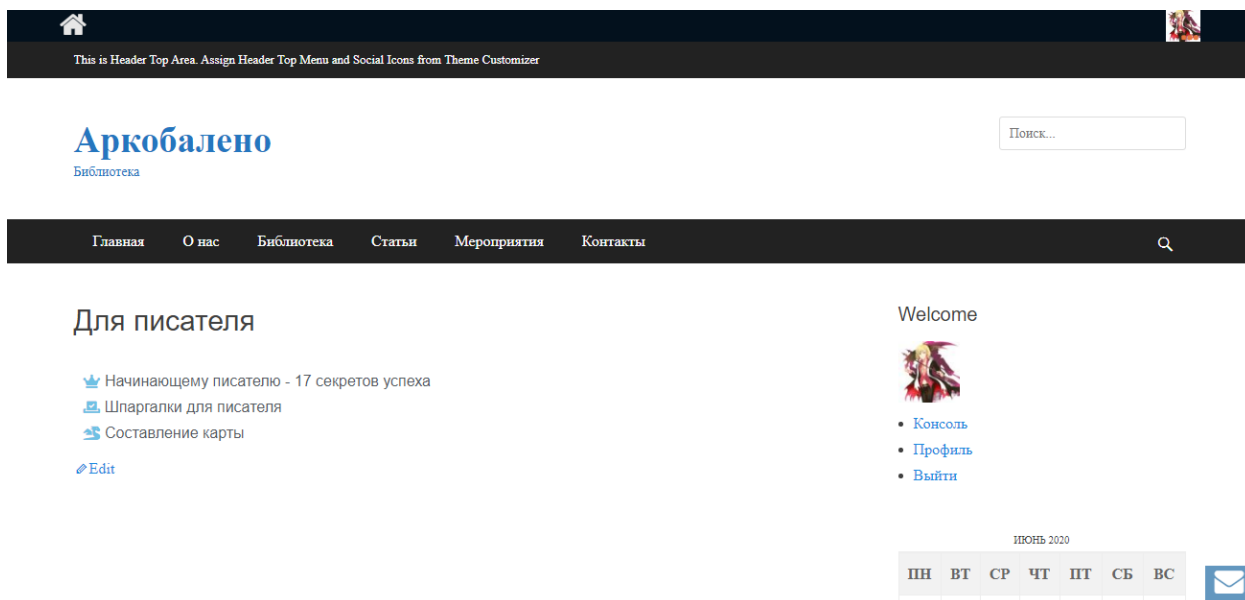 This is Header Top Area. Assign Header Top Menu and Social Icons from Theme Customizer
Аркобалено
Библиотека
Поиск...
Главная О нас Библиотека Статьи Мероприятия Контакты
Для писателя
Начинающему писателю - 17 секретов успеха
Шпаргалки для писателя
Составление карты
Edit
Welcome
Консоль
Профиль
Выйти
ИЮНЬ 2020
ПН ВТ СР ЧТ ПТ СБ ВС